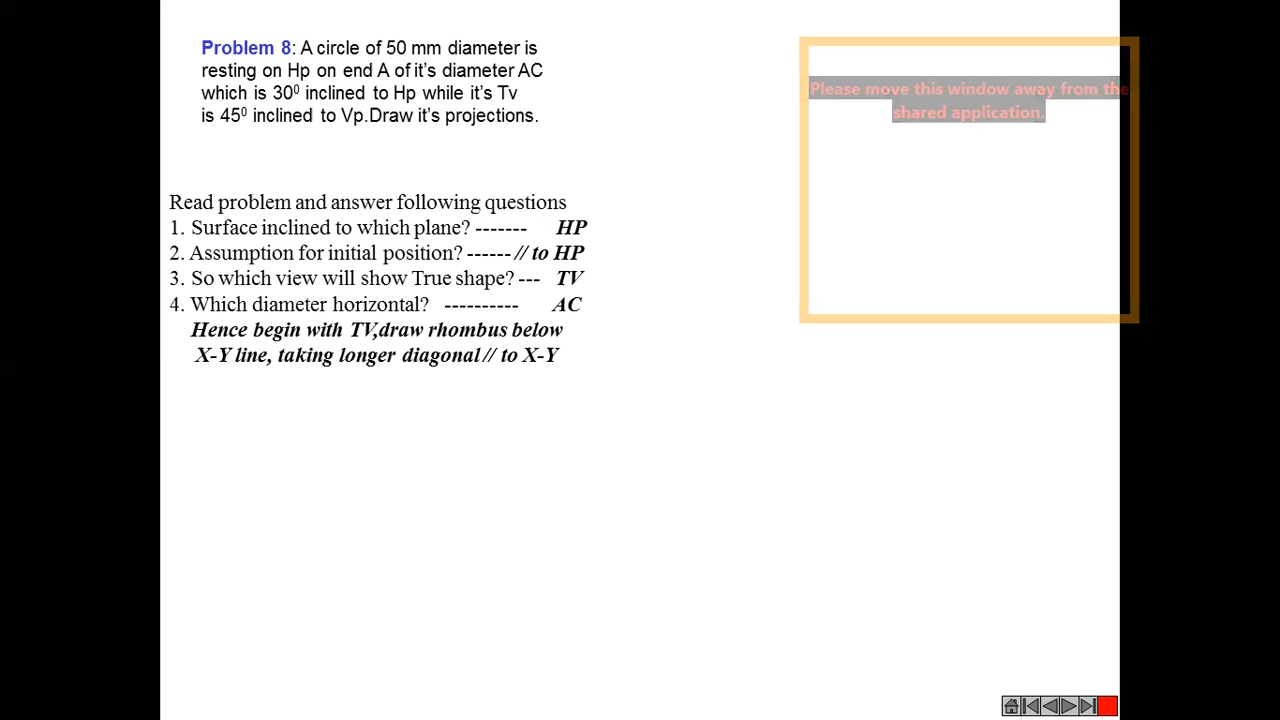 Problem 8: A circle of 50 mm diameter is
resting on Hp on end A of it's diameter AC
which is 30⁰ inclined to Hp while it's Tv
is 45⁰ inclined to Vp.Draw it's projections.
Please move this window away from the
shared application.
Read problem and answer following questions
1. Surface inclined to which plane? ------- HP
2. Assumption for initial position? ------ // to HP
3. So which view will show True shape? --- TV
4. Which diameter horizontal? ---------- AC
Hence begin with TV,draw rhombus below
X-Y line, taking longer diagonal // to X-Y